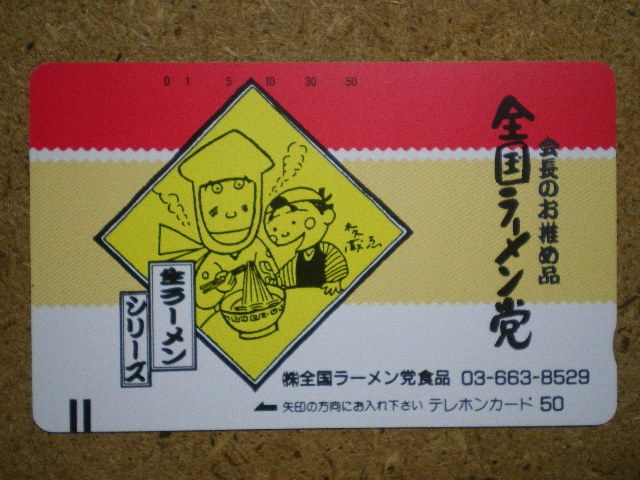 0 1 5 10 30 50
会長のお推め品
全国ラーメン党
生ラーメン
シリーズ
㈱全国ラーメン党食品 03-663-8529
矢印の方向にお入れ下さい テレホンカード 50